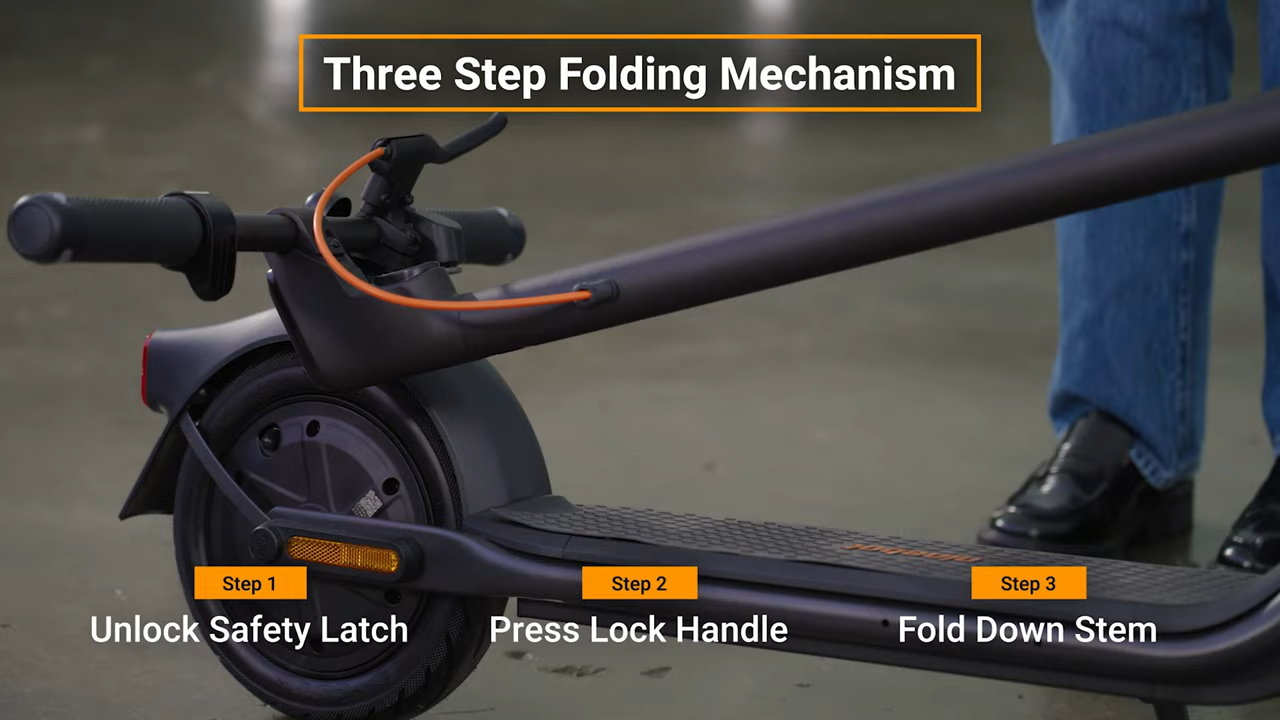 Three Step Folding Mechanism
Step 1
Unlock Safety Latch
Step 2
Press Lock Handle
Step 3
Fold Down Stem